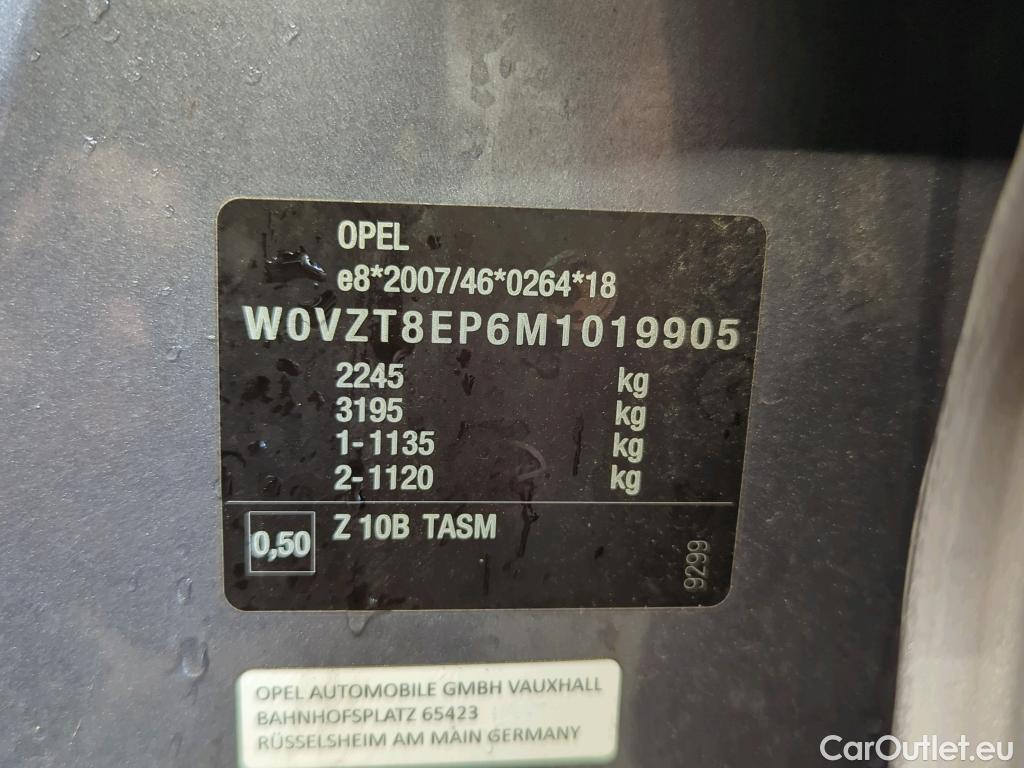 OPEL
e8*2007/46*0264*18
W0VZT8EP6M1019905
2245 kg
3195 kg
1-1135 kg
2-1120 kg
0,50 Z 10B TASM
9299
OPEL AUTOMOBILE GMBH VAUXHALL
BAHNHOFSPLATZ 65423
RÜSSELSHEIM AM MAIN GERMANY
CarOutlet.eu